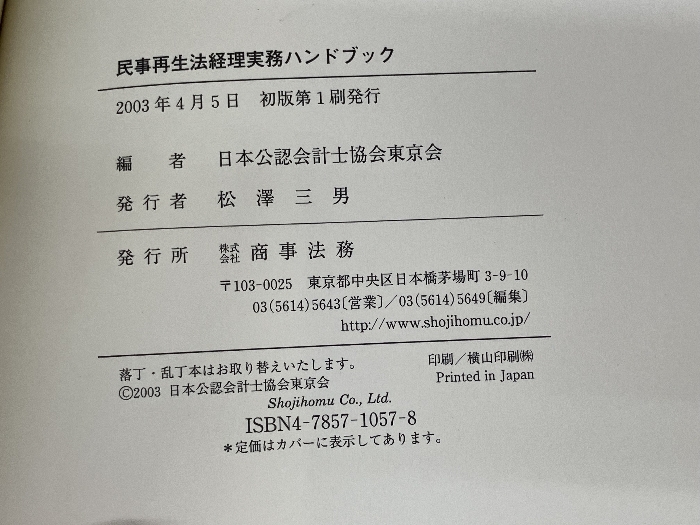 民事再生法経理実務ハンドブック
2003年4月5日　初版第1刷発行
編　者　日本公認会計士協会東京会
発行者　松　澤　三　男
発行所　株式会社　商事法務
〒103-0025　東京都中央区日本橋茅場町3-9-10
03(5614)5643〔営業〕／03(5614)5649〔編集〕
http://www.shojihomu.co.jp/
落丁・乱丁本はお取り替えいたします。　印刷／横山印刷㈱
©2003 日本公認会計士協会東京会　Printed in Japan
Shojihomu Co., Ltd.
ISBN4-7857-1057-8
＊定価はカバーに表示してあります。